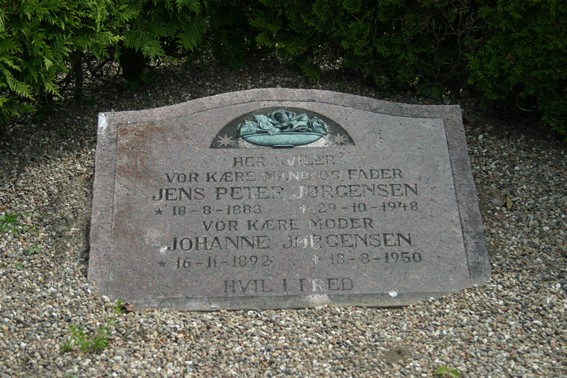 HER HVILER
VOR KÆRE MAND OG FADER
JENS PETER JØRGENSEN
* 18-8-1883 ✝ 29-10-1948
VOR KÆRE MODER
JOHANNE JØRGENSEN
* 16-11-1892 ✝ 18-8-1950
HVIL I FRED